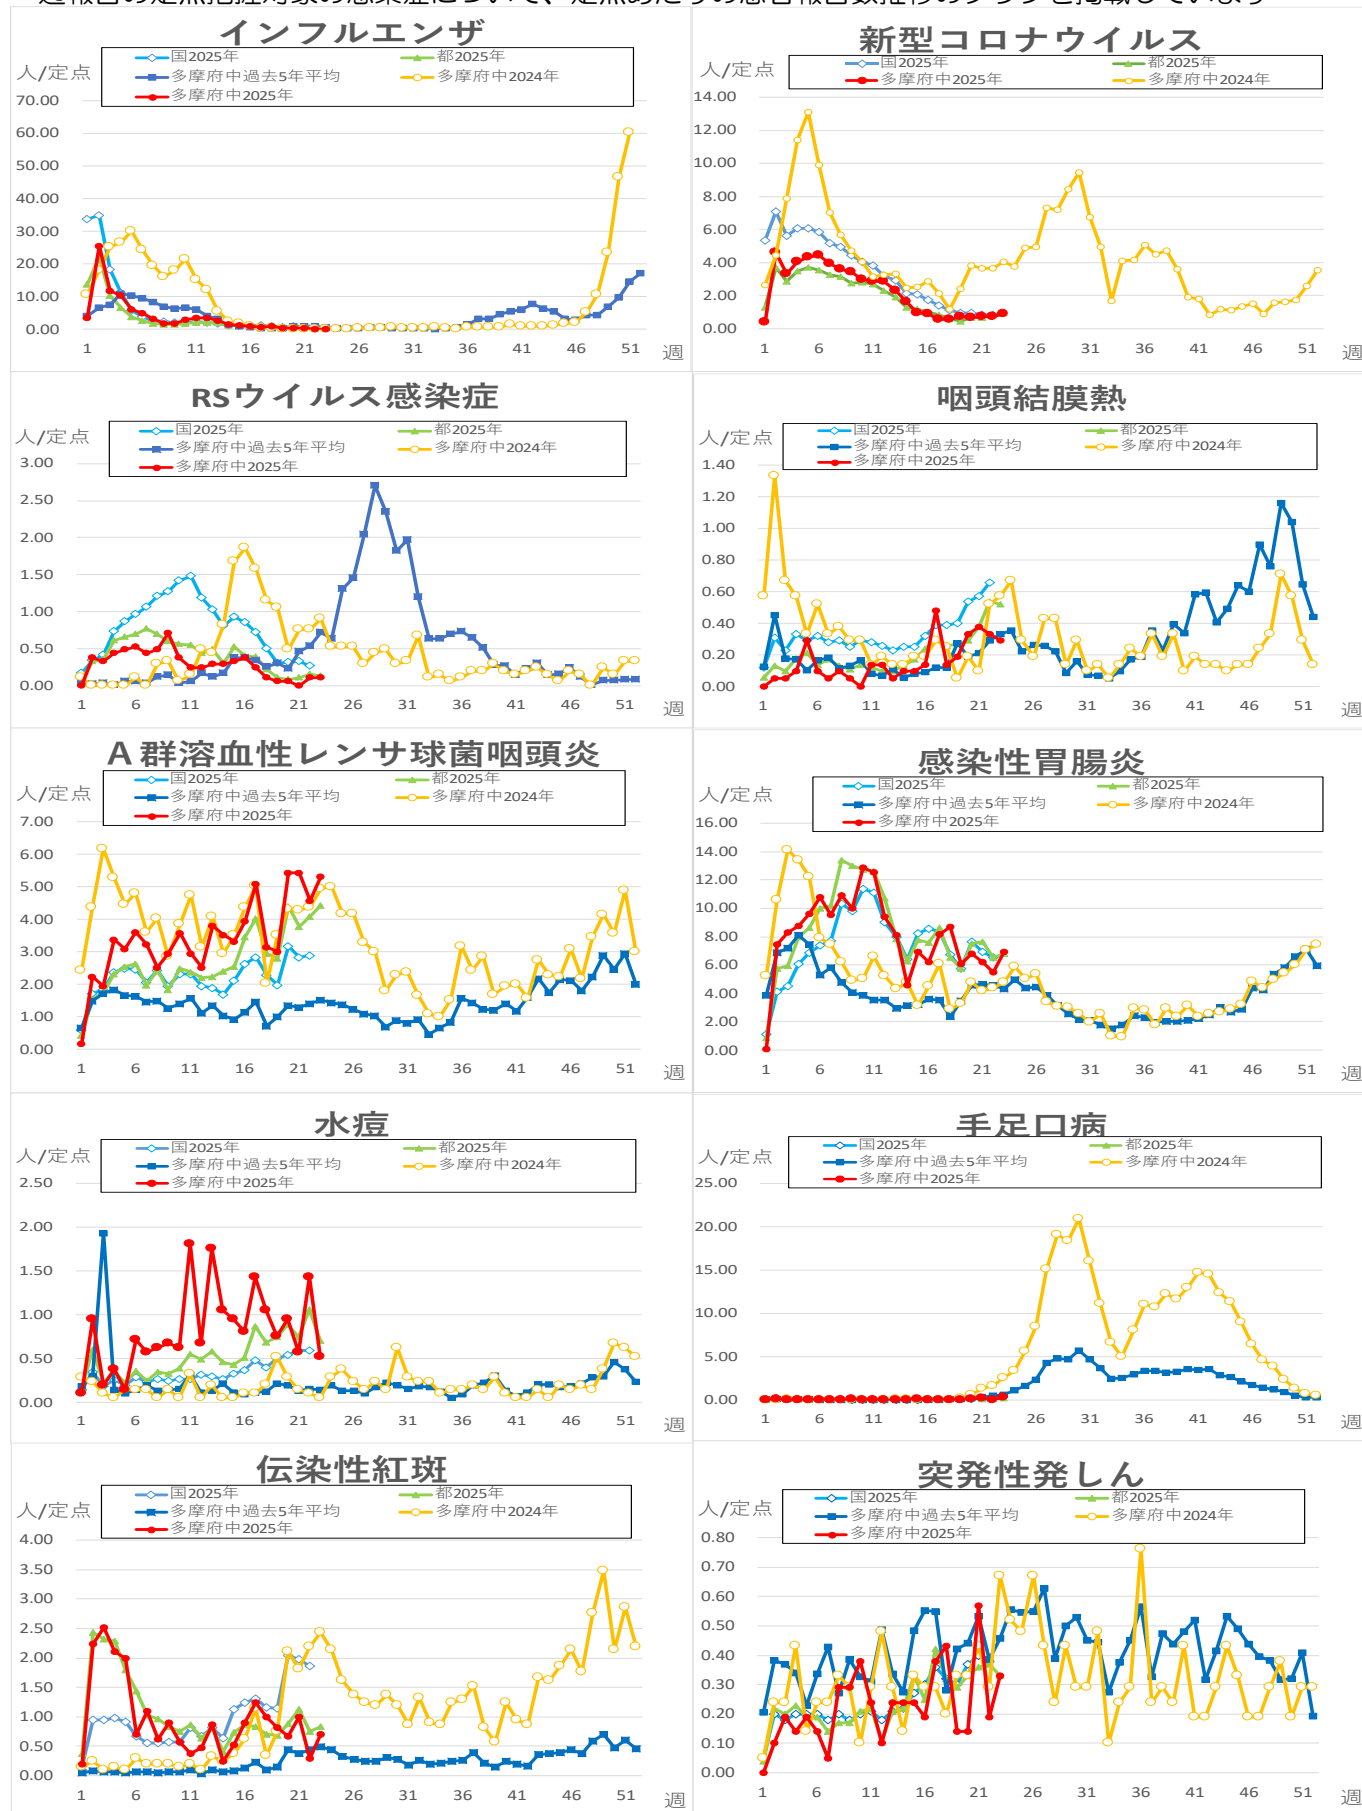 インフルエンザ
人/定点
国2025年 都2025年
多摩府中過去5年平均 多摩府中2024年
多摩府中2025年
70.00
60.00
50.00
40.00
30.00
20.00
10.00
0.00
1 6 11 16 21 26 31 36 41 46 51 週
新型コロナウイルス
人/定点
国2025年 都2025年
多摩府中2025年 多摩府中2024年
14.00
12.00
10.00
8.00
6.00
4.00
2.00
0.00
1 6 11 16 21 26 31 36 41 46 51 週
RSウイルス感染症
人/定点
国2025年 都2025年
多摩府中過去5年平均 多摩府中2024年
多摩府中2025年
3.00
2.50
2.00
1.50
1.00
0.50
0.00
1 6 11 16 21 26 31 36 41 46 51 週
咽頭結膜熱
人/定点
国2025年 都2025年
多摩府中過去5年平均 多摩府中2024年
多摩府中2025年
1.40
1.20
1.00
0.80
0.60
0.40
0.20
0.00
1 6 11 16 21 26 31 36 41 46 51 週
A群溶血性レンサ球菌咽頭炎
人/定点
国2025年 都2025年
多摩府中過去5年平均 多摩府中2024年
多摩府中2025年
7.00
6.00
5.00
4.00
3.00
2.00
1.00
0.00
1 6 11 16 21 26 31 36 41 46 51 週
感染性胃腸炎
人/定点
国2025年 都2025年
多摩府中過去5年平均 多摩府中2024年
多摩府中2025年
16.00
14.00
12.00
10.00
8.00
6.00
4.00
2.00
0.00
1 6 11 16 21 26 31 36 41 46 51 週
水痘
人/定点
国2025年 都2025年
多摩府中過去5年平均 多摩府中2024年
多摩府中2025年
2.50
2.00
1.50
1.00
0.50
0.00
1 6 11 16 21 26 31 36 41 46 51 週
手足口病
人/定点
国2025年 都2025年
多摩府中過去5年平均 多摩府中2024年
多摩府中2025年
25.00
20.00
15.00
10.00
5.00
0.00
1 6 11 16 21 26 31 36 41 46 51 週
伝染性紅斑
人/定点
国2025年 都2025年
多摩府中過去5年平均 多摩府中2024年
多摩府中2025年
4.00
3.50
3.00
2.50
2.00
1.50
1.00
0.50
0.00
1 6 11 16 21 26 31 36 41 46 51 週
突発性発しん
人/定点
国2025年 都2025年
多摩府中過去5年平均 多摩府中2024年
多摩府中2025年
0.80
0.70
0.60
0.50
0.40
0.30
0.20
0.10
0.00
1 6 11 16 21 26 31 36 41 46 51 週